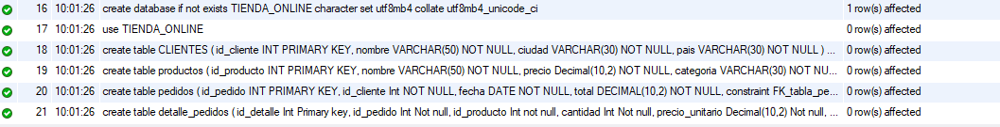 16 10:01:26 create database if not exists TIENDA_ONLINE character set utf8mb4 collate utf8mb4_unicode_ci 1 row(s) affected
17 10:01:26 use TIENDA_ONLINE 0 row(s) affected
18 10:01:26 create table CLIENTES ( id_cliente INT PRIMARY KEY, nombre VARCHAR(50) NOT NULL, ciudad VARCHAR(30) NOT NULL, pais VARCHAR(30) NOT NULL ) ... 0 row(s) affected
19 10:01:26 create table productos ( id_producto INT PRIMARY KEY, nombre VARCHAR(50) NOT NULL, precio Decimal(10,2) NOT NULL, categoria VARCHAR(30) NOT NUL... 0 row(s) affected
20 10:01:26 create table pedidos ( id_pedido INT PRIMARY KEY, id_cliente Int NOT NULL, fecha DATE NOT NULL, total DECIMAL(10,2) NOT NULL, constraint FK_tabla_pe... 0 row(s) affected
21 10:01:26 create table detalle_pedidos ( id_detalle Int Primary key, id_pedido Int Not null, id_producto Int not null, cantidad Int Not null, precio_unitario Decimal(10,2) Not null, ... 0 row(s) affected